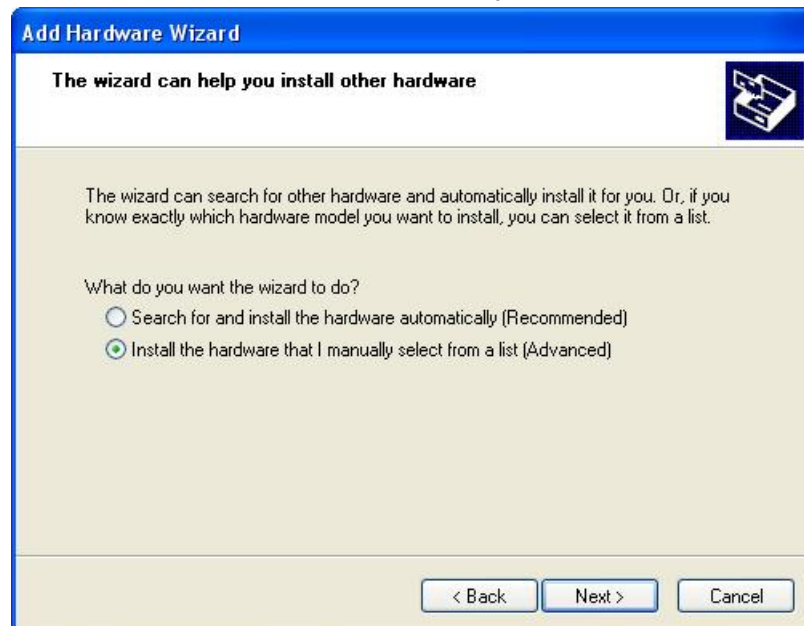 Add Hardware Wizard
The wizard can help you install other hardware
The wizard can search for other hardware and automatically install it for you. Or, if you
know exactly which hardware model you want to install, you can select it from a list.
What do you want the wizard to do?
Search for and install the hardware automatically (Recommended)
Install the hardware that I manually select from a list (Advanced)
< Back Next > Cancel